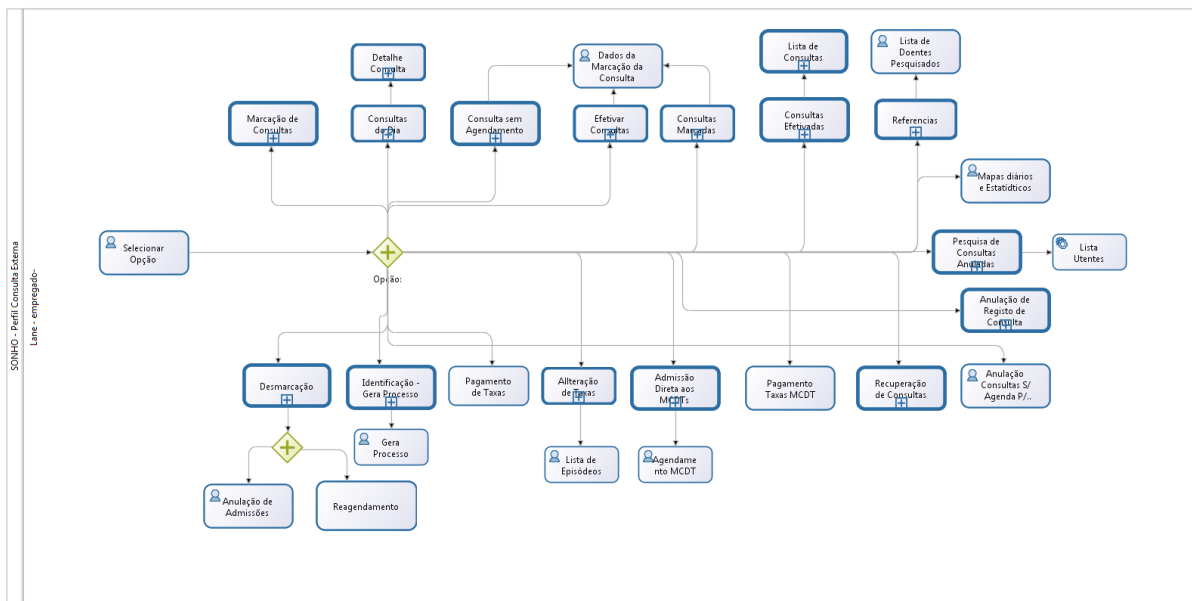 SONHO - Perfil Consulta Externa
Lane - empregado-
Detalhe
Consulta
Dados da
Marcação da
Consulta
Lista de
Consultas
Lista de
Doentes
Pesquisados
Marcação de
Consultas
Consultas
do Dia
Consulta sem
Agendamento
Efetivar
Consultas
Consultas
Marcadas
Consultas
Efetivadas
Referencias
Mapas diários
e Estatídticos
Selecionar
Opção
Opção:
Pesquisa de
Consultas
Anuladas
Lista
Utentes
Anulação de
Registo de
Consulta
Desmarcação
Identificação -
Gera Processo
Pagamento
de Taxas
Allteração
de Taxas
Admissão
Direta aos
MCDTs
Pagamento
Taxas MCDT
Recuperação
de Consultas
Anulação
Consultas S/
Agenda P/..
Gera
Processo
Lista de
Episódeos
Agendame
nto MCDT
Anulação de
Admissões
Reagendamento